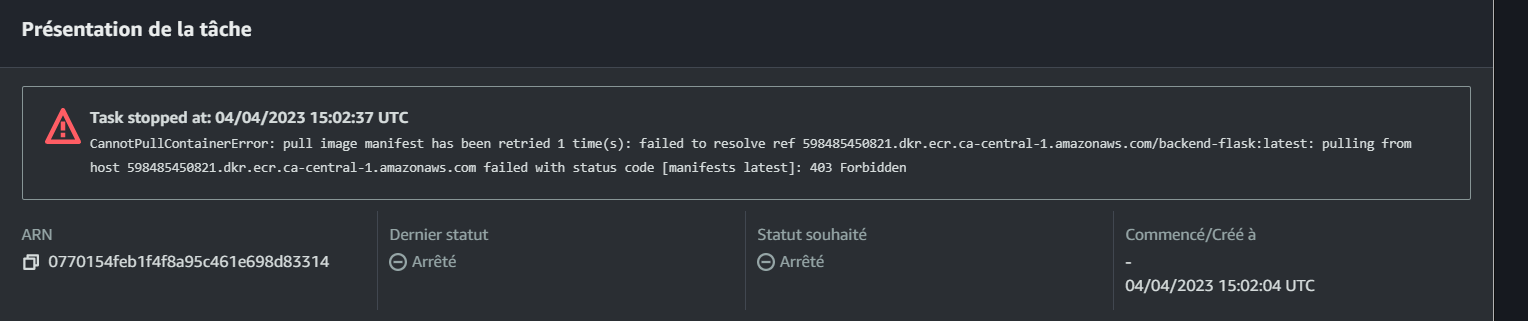 Présentation de la tâche
Task stopped at: 04/04/2023 15:02:37 UTC
CannotPullContainerError: pull image manifest has been retried 1 time(s): failed to resolve ref 598485450821.dkr.ecr.ca-central-1.amazonaws.com/backend-flask:latest: pulling from
host 598485450821.dkr.ecr.ca-central-1.amazonaws.com failed with status code [manifests latest]: 403 Forbidden
ARN
0770154feb1f4f8a95c461e698d83314
Dernier statut
Arrêté
Statut souhaité
Arrêté
Commencé/Créé à
-
04/04/2023 15:02:04 UTC